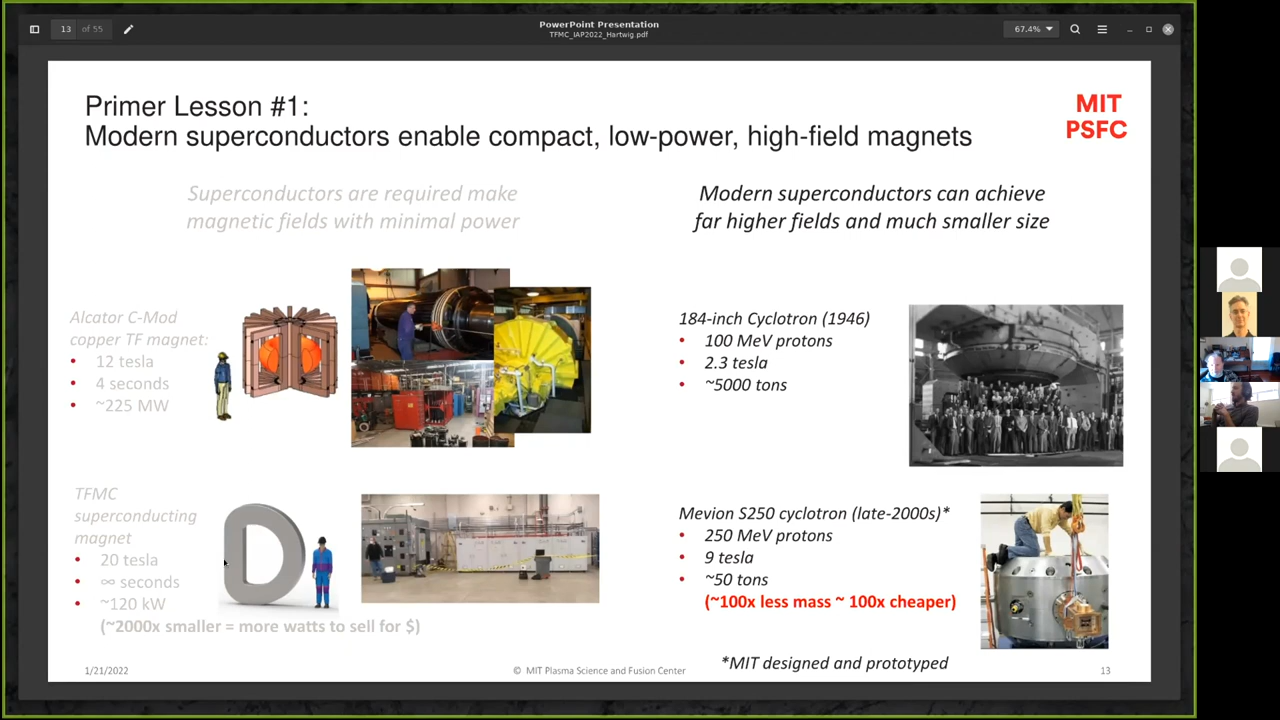 PowerPoint Presentation
TFMC_IAP2022_Hartwig.pdf
13
of 55
67.4%
Primer Lesson #1:
Modern superconductors enable compact, low-power, high-field magnets
MIT
PSFC
Superconductors are required make
magnetic fields with minimal power
Alcator C-Mod
copper TF magnet:
• 12 tesla
• 4 seconds
• ~225 MW
TFMC
superconducting
magnet
• 20 tesla
• ∞ seconds
• ~120 kW
(~2000x smaller = more watts to sell for $)
Modern superconductors can achieve
far higher fields and much smaller size
184-inch Cyclotron (1946)
• 100 MeV protons
• 2.3 tesla
• ~5000 tons
Mevion S250 cyclotron (late-2000s)*
• 250 MeV protons
• 9 tesla
• ~50 tons
(~100x less mass ~ 100x cheaper)
*MIT designed and prototyped
1/21/2022
© MIT Plasma Science and Fusion Center
13